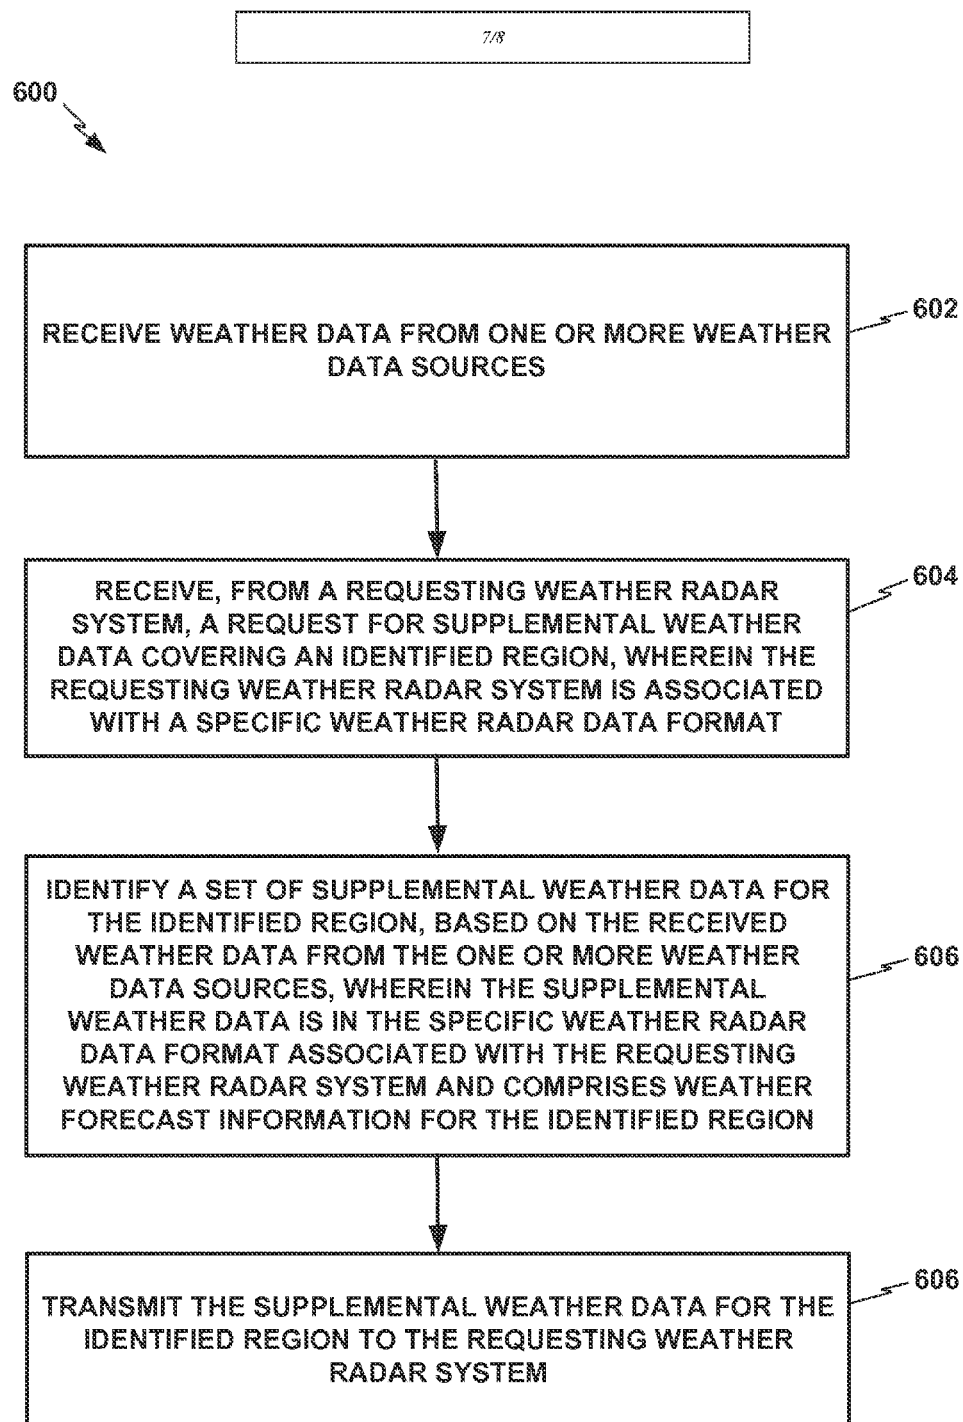 7/8
600
RECEIVE WEATHER DATA FROM ONE OR MORE WEATHER
DATA SOURCES
602
RECEIVE, FROM A REQUESTING WEATHER RADAR
SYSTEM, A REQUEST FOR SUPPLEMENTAL WEATHER
DATA COVERING AN IDENTIFIED REGION, WHEREIN THE
REQUESTING WEATHER RADAR SYSTEM IS ASSOCIATED
WITH A SPECIFIC WEATHER RADAR DATA FORMAT
604
IDENTIFY A SET OF SUPPLEMENTAL WEATHER DATA FOR
THE IDENTIFIED REGION, BASED ON THE RECEIVED
WEATHER DATA FROM THE ONE OR MORE WEATHER
DATA SOURCES, WHEREIN THE SUPPLEMENTAL
WEATHER DATA IS IN THE SPECIFIC WEATHER RADAR
DATA FORMAT ASSOCIATED WITH THE REQUESTING
WEATHER RADAR SYSTEM AND COMPRISES WEATHER
FORECAST INFORMATION FOR THE IDENTIFIED REGION
606
TRANSMIT THE SUPPLEMENTAL WEATHER DATA FOR THE
IDENTIFIED REGION TO THE REQUESTING WEATHER
RADAR SYSTEM
606